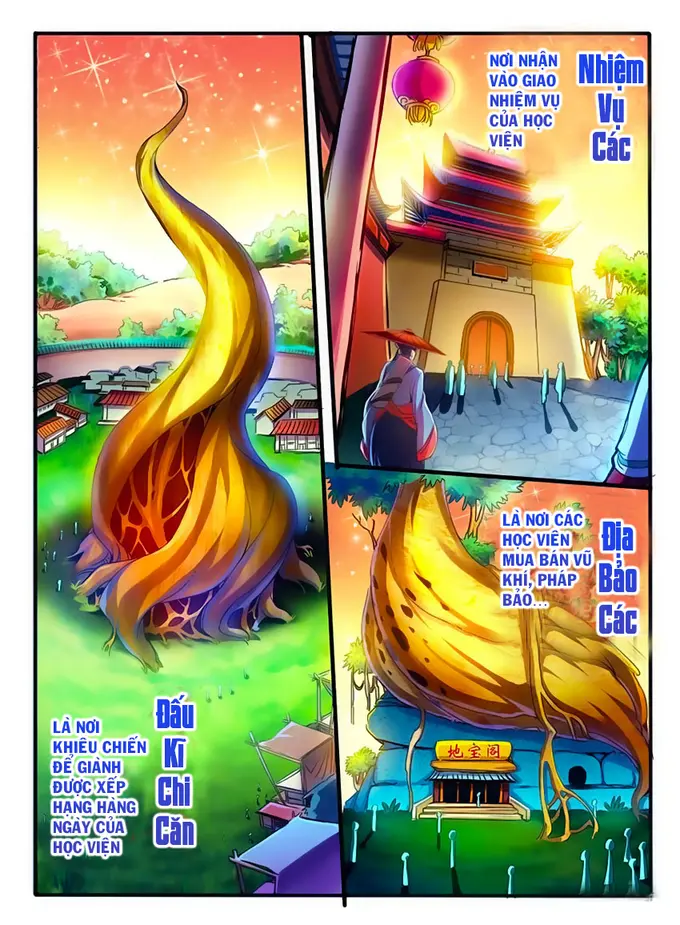 NƠI NHẬN
VÀO GIAO
NHIỆM VỤ
CỦA HỌC
VIỆN
Nhiệm
Vụ
Các
LÀ NƠI CÁC
HỌC VIÊN
MUA BÁN VŨ
KHÍ, PHÁP
BẢO...
Địa
Bảo
Các
地宝阁
LÀ NƠI
KHIÊU CHIẾN
ĐỂ GIÀNH
ĐƯỢC XẾP
HẠNG HÀNG
NGÀY CỦA
HỌC VIỆN
Đấu
Kĩ
Chi
Căn